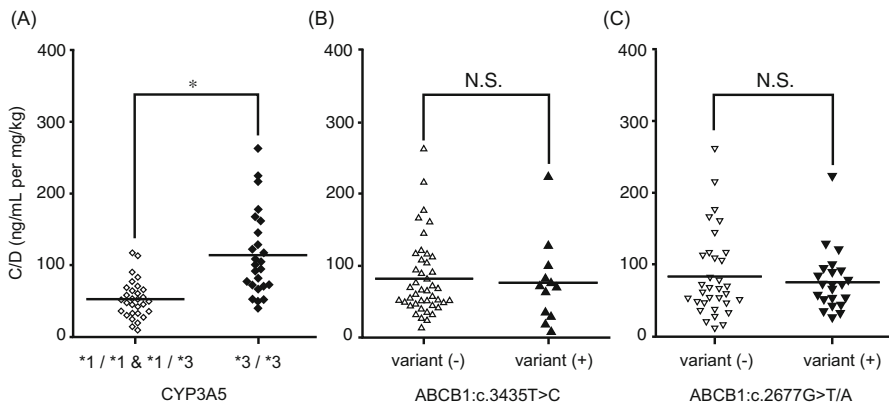 (A)
400
300
200
100
0
C/D (ng/mL per mg/kg)
*
*1 / *1 & *1 / *3
*3 / *3
CYP3A5
(B)
400
300
200
100
0
N.S.
variant (-)
variant (+)
ABCB1:c.3435T>C
(C)
400
300
200
100
0
N.S.
variant (-)
variant (+)
ABCB1:c.2677G>T/A